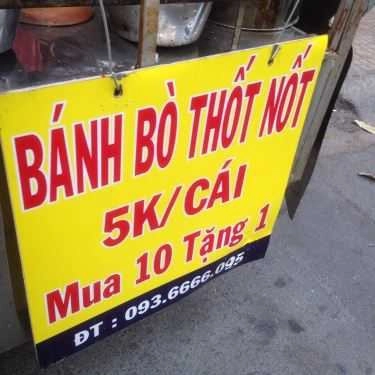 BÁNH BÒ THỐT NỐT
5K/CÁI
Mua 10 Tặng 1
ĐT : 093.6666.095